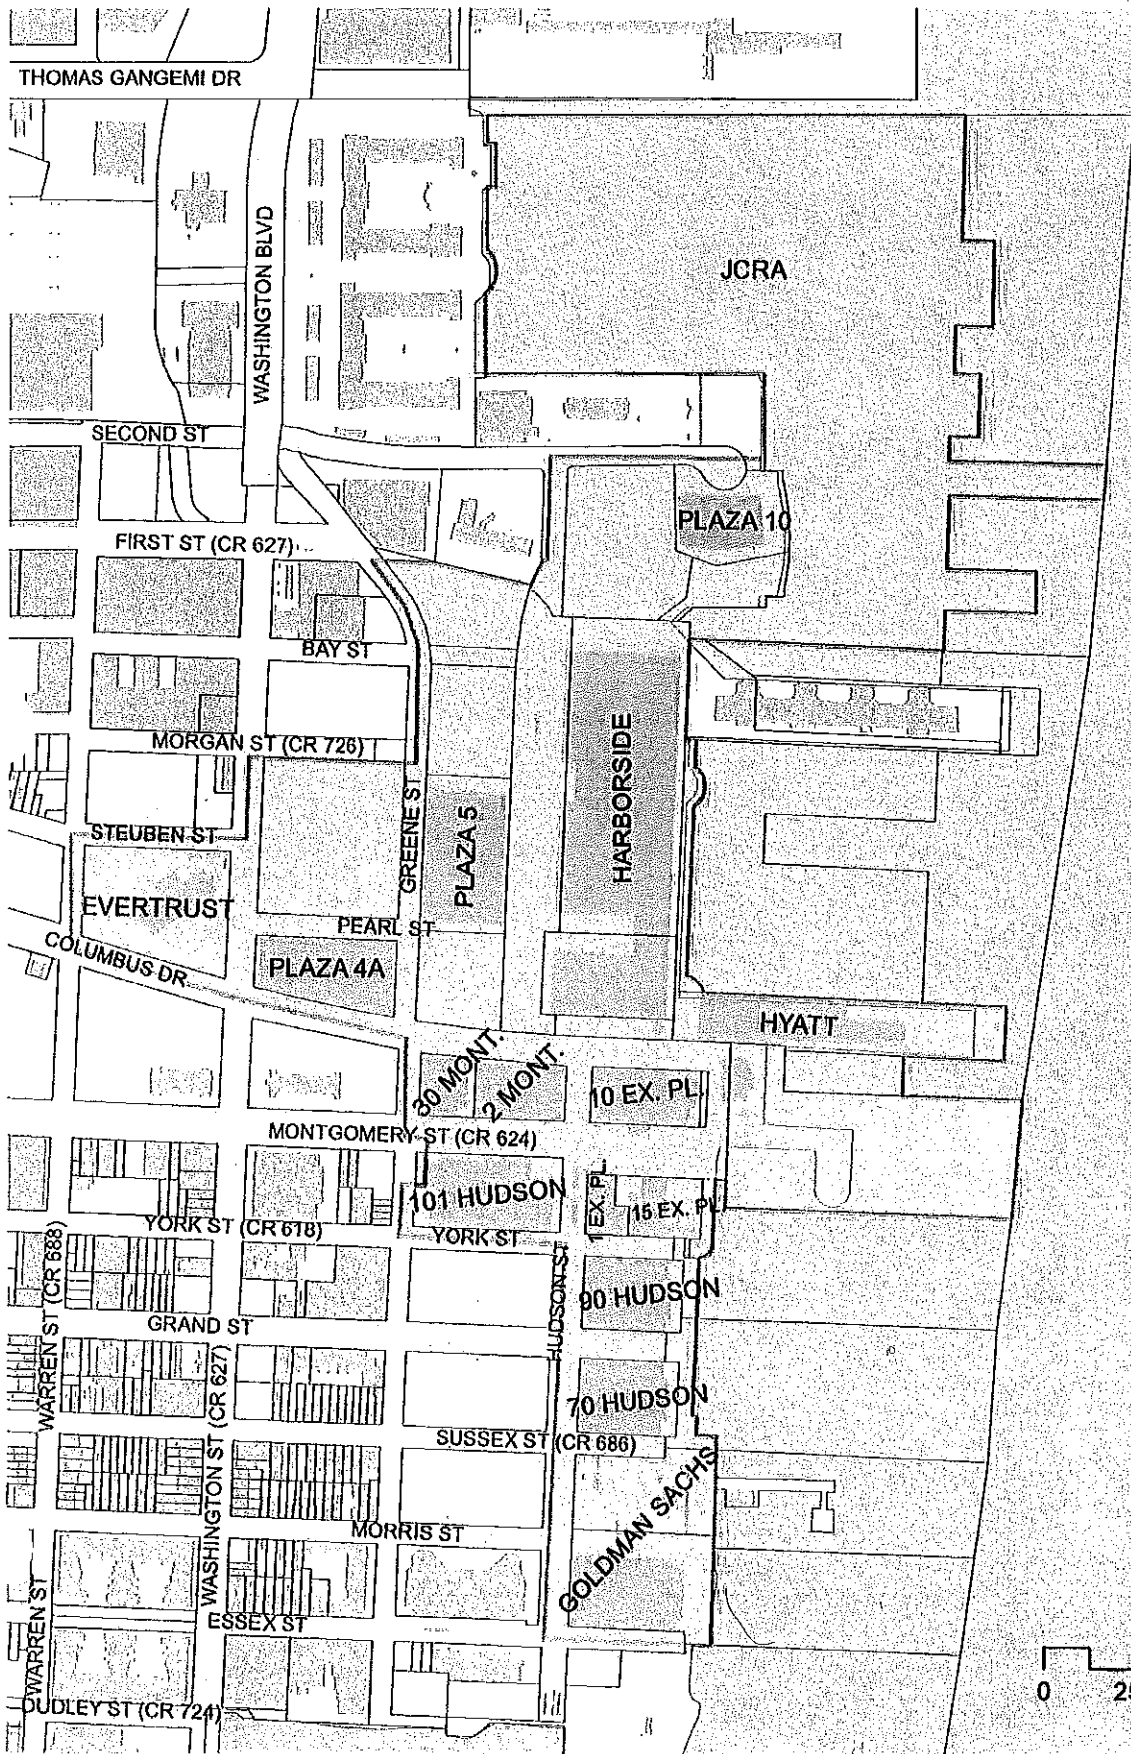 THOMAS GANGEMI DR
WASHINGTON BLVD
JCRA
SECOND ST
PLAZA 10
FIRST ST (CR 627)
BAY ST
HARBORSIDE
MORGAN ST (CR 726)
GREENE ST
PLAZA 5
STEUBEN ST
EVERTRUST
PEARL ST
COLUMBUS DR
PLAZA 4A
HYATT
30 MONT.
2 MONT.
10 EX. PL.
MONTGOMERY ST (CR 624)
101 HUDSON
1 EX. PL.
15 EX. PL
YORK ST (CR 618)
YORK ST
WARREN ST (CR 688)
HUDSON ST
90 HUDSON
GRAND ST
WASHINGTON ST (CR 627)
70 HUDSON
SUSSEX ST (CR 686)
GOLDMAN SACHS
MORRIS ST
WARREN ST
ESSEX ST
DUDLEY ST (CR 724)
0